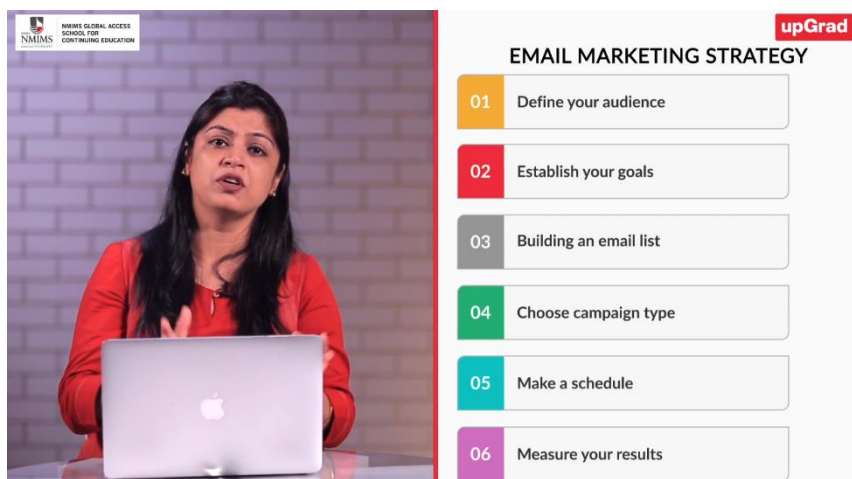 NMIMS
NMIMS GLOBAL ACCESS
SCHOOL FOR
CONTINUING EDUCATION
upGrad
EMAIL MARKETING STRATEGY
01 Define your audience
02 Establish your goals
03 Building an email list
04 Choose campaign type
05 Make a schedule
06 Measure your results